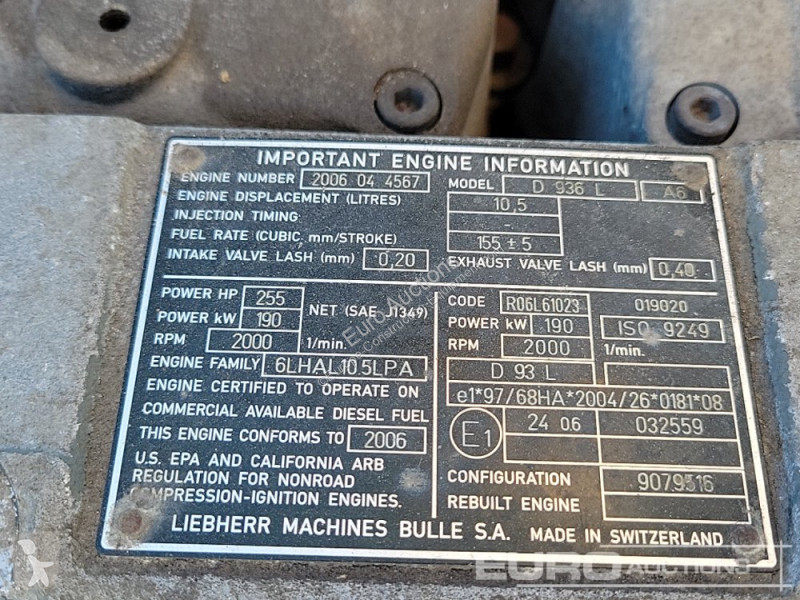 IMPORTANT ENGINE INFORMATION
ENGINE NUMBER 2006 04 4567 MODEL D 936 L A6
ENGINE DISPLACEMENT (LITRES) 10,5
INJECTION TIMING -
FUEL RATE (CUBIC. mm/STROKE) 155 ± 5
INTAKE VALVE LASH (mm) 0,20 EXHAUST VALVE LASH (mm) 0,40
POWER HP 255 NET (SAE J1349)
POWER kW 190
RPM 2000 1/min.
ENGINE FAMILY 6LHAL10.5LPA
ENGINE CERTIFIED TO OPERATE ON
COMMERCIAL AVAILABLE DIESEL FUEL
THIS ENGINE CONFORMS TO 2006
U.S. EPA AND CALIFORNIA ARB
REGULATION FOR NONROAD
COMPRESSION-IGNITION ENGINES.
CODE R06L61023 019020
POWER kW 190 ISO 9249
RPM 2000 1/min.
D 93 L
e1*97/68HA*2004/26*0181*08
E1 24 06 032559
CONFIGURATION 9079516
REBUILT ENGINE
LIEBHERR MACHINES BULLE S.A. MADE IN SWITZERLAND
Euro Auctions
EURO AUCTIONS